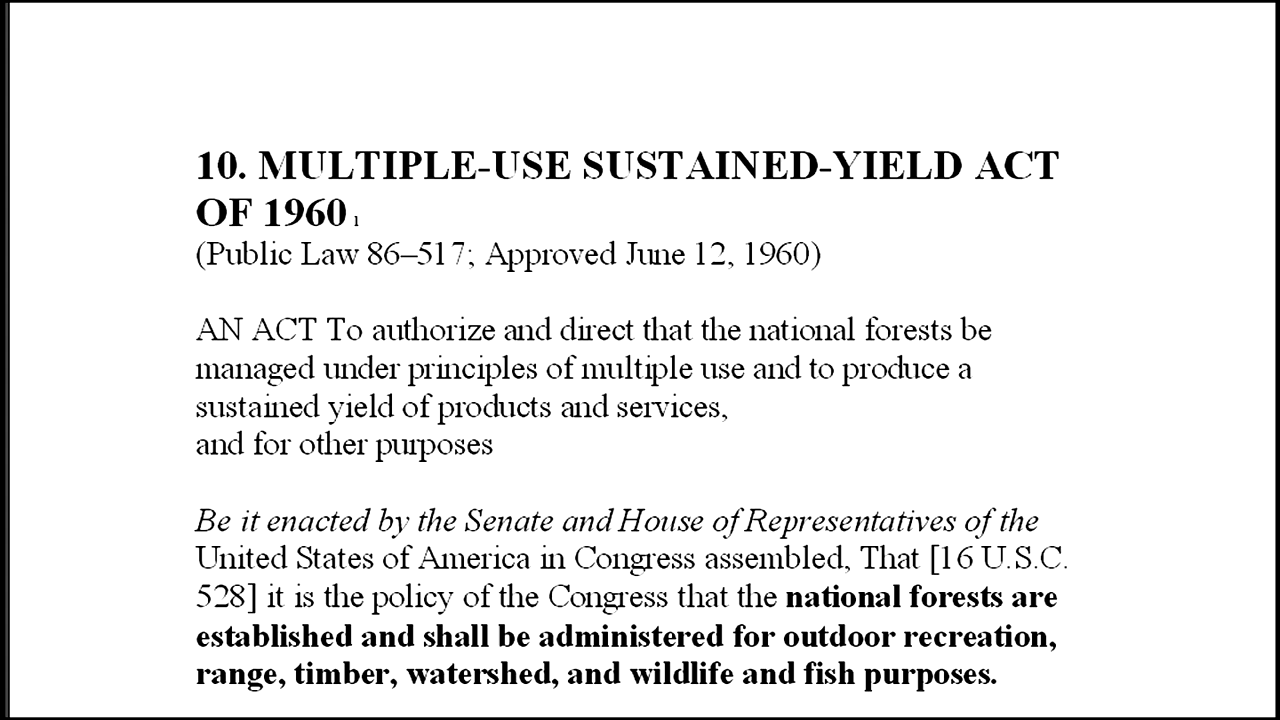 10. MULTIPLE-USE SUSTAINED-YIELD ACT
OF 1960 1
(Public Law 86–517; Approved June 12, 1960)
AN ACT To authorize and direct that the national forests be
managed under principles of multiple use and to produce a
sustained yield of products and services,
and for other purposes
Be it enacted by the Senate and House of Representatives of the
United States of America in Congress assembled, That [16 U.S.C.
528] it is the policy of the Congress that the national forests are
established and shall be administered for outdoor recreation,
range, timber, watershed, and wildlife and fish purposes.